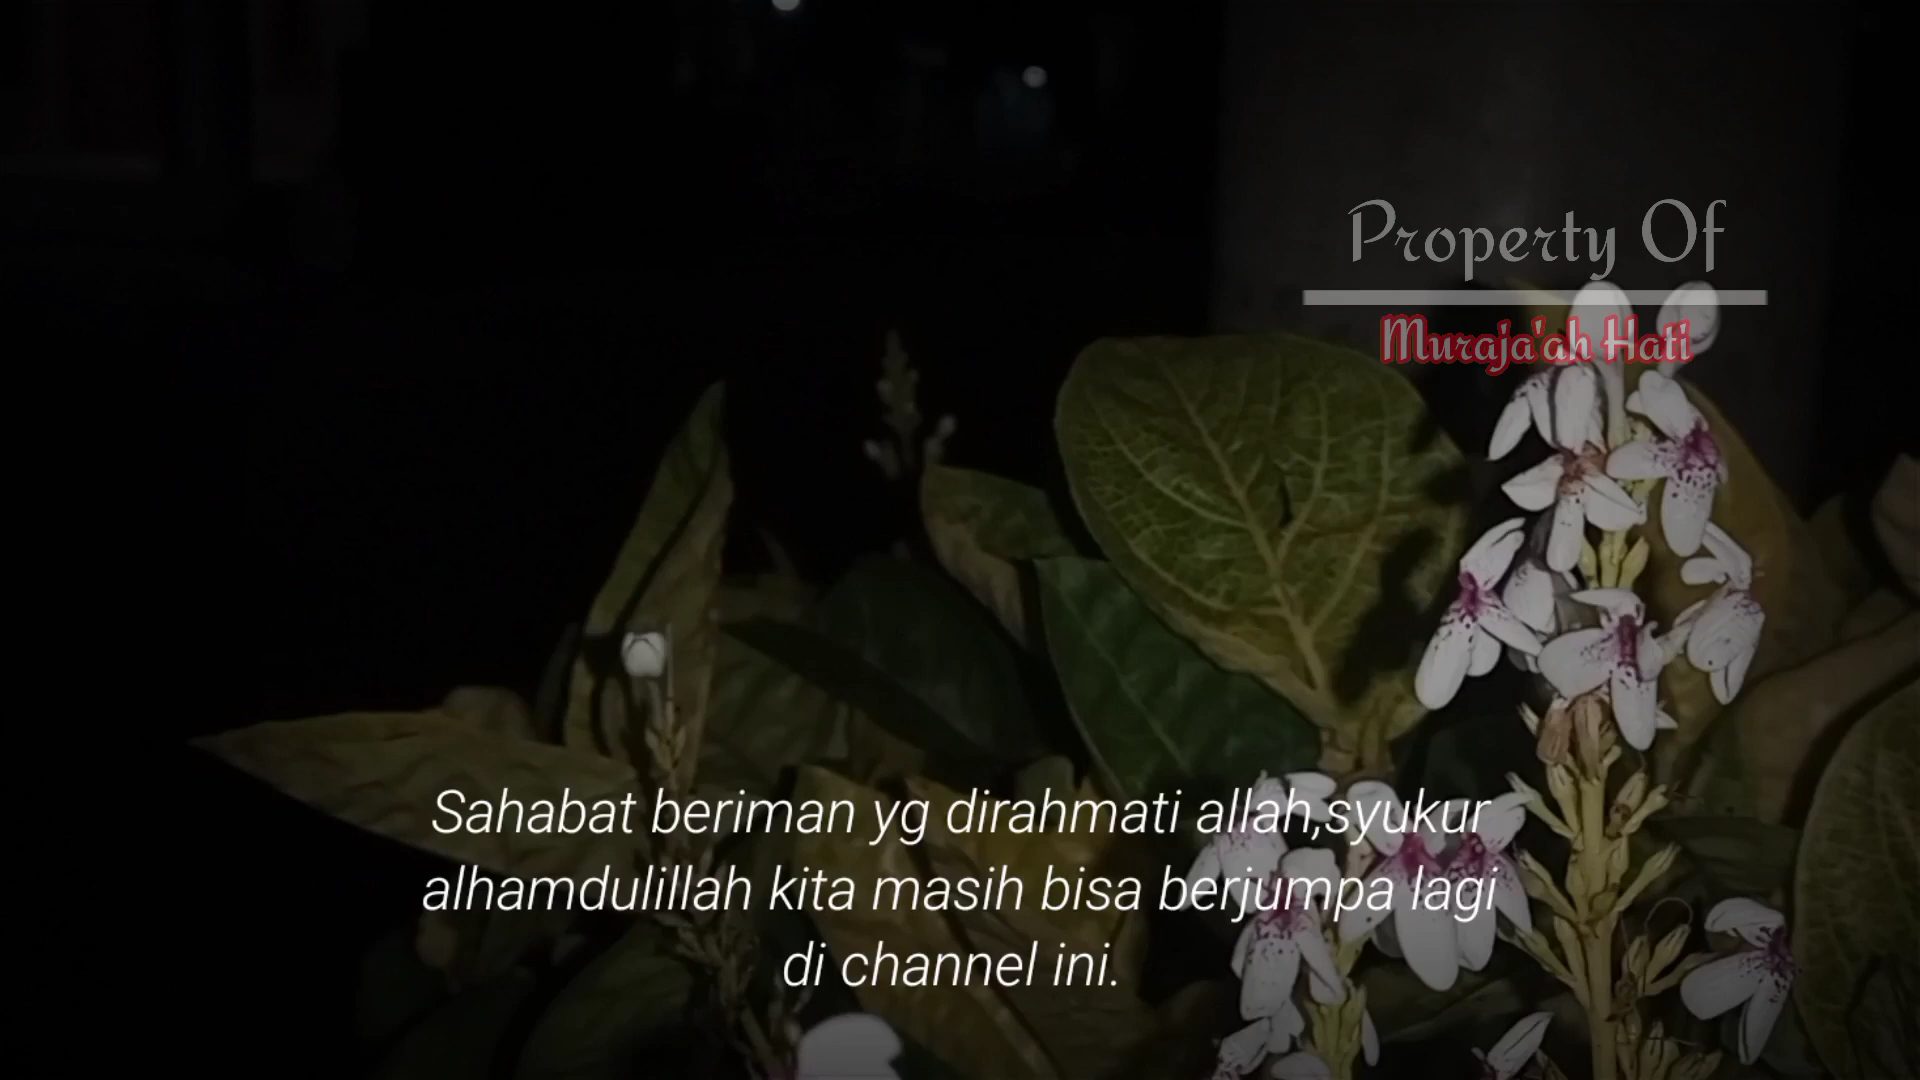 Property Of
Muraja'ah Hati
Sahabat beriman yg dirahmati allah,syukur
alhamdulillah kita masih bisa berjumpa lagi
di channel ini.